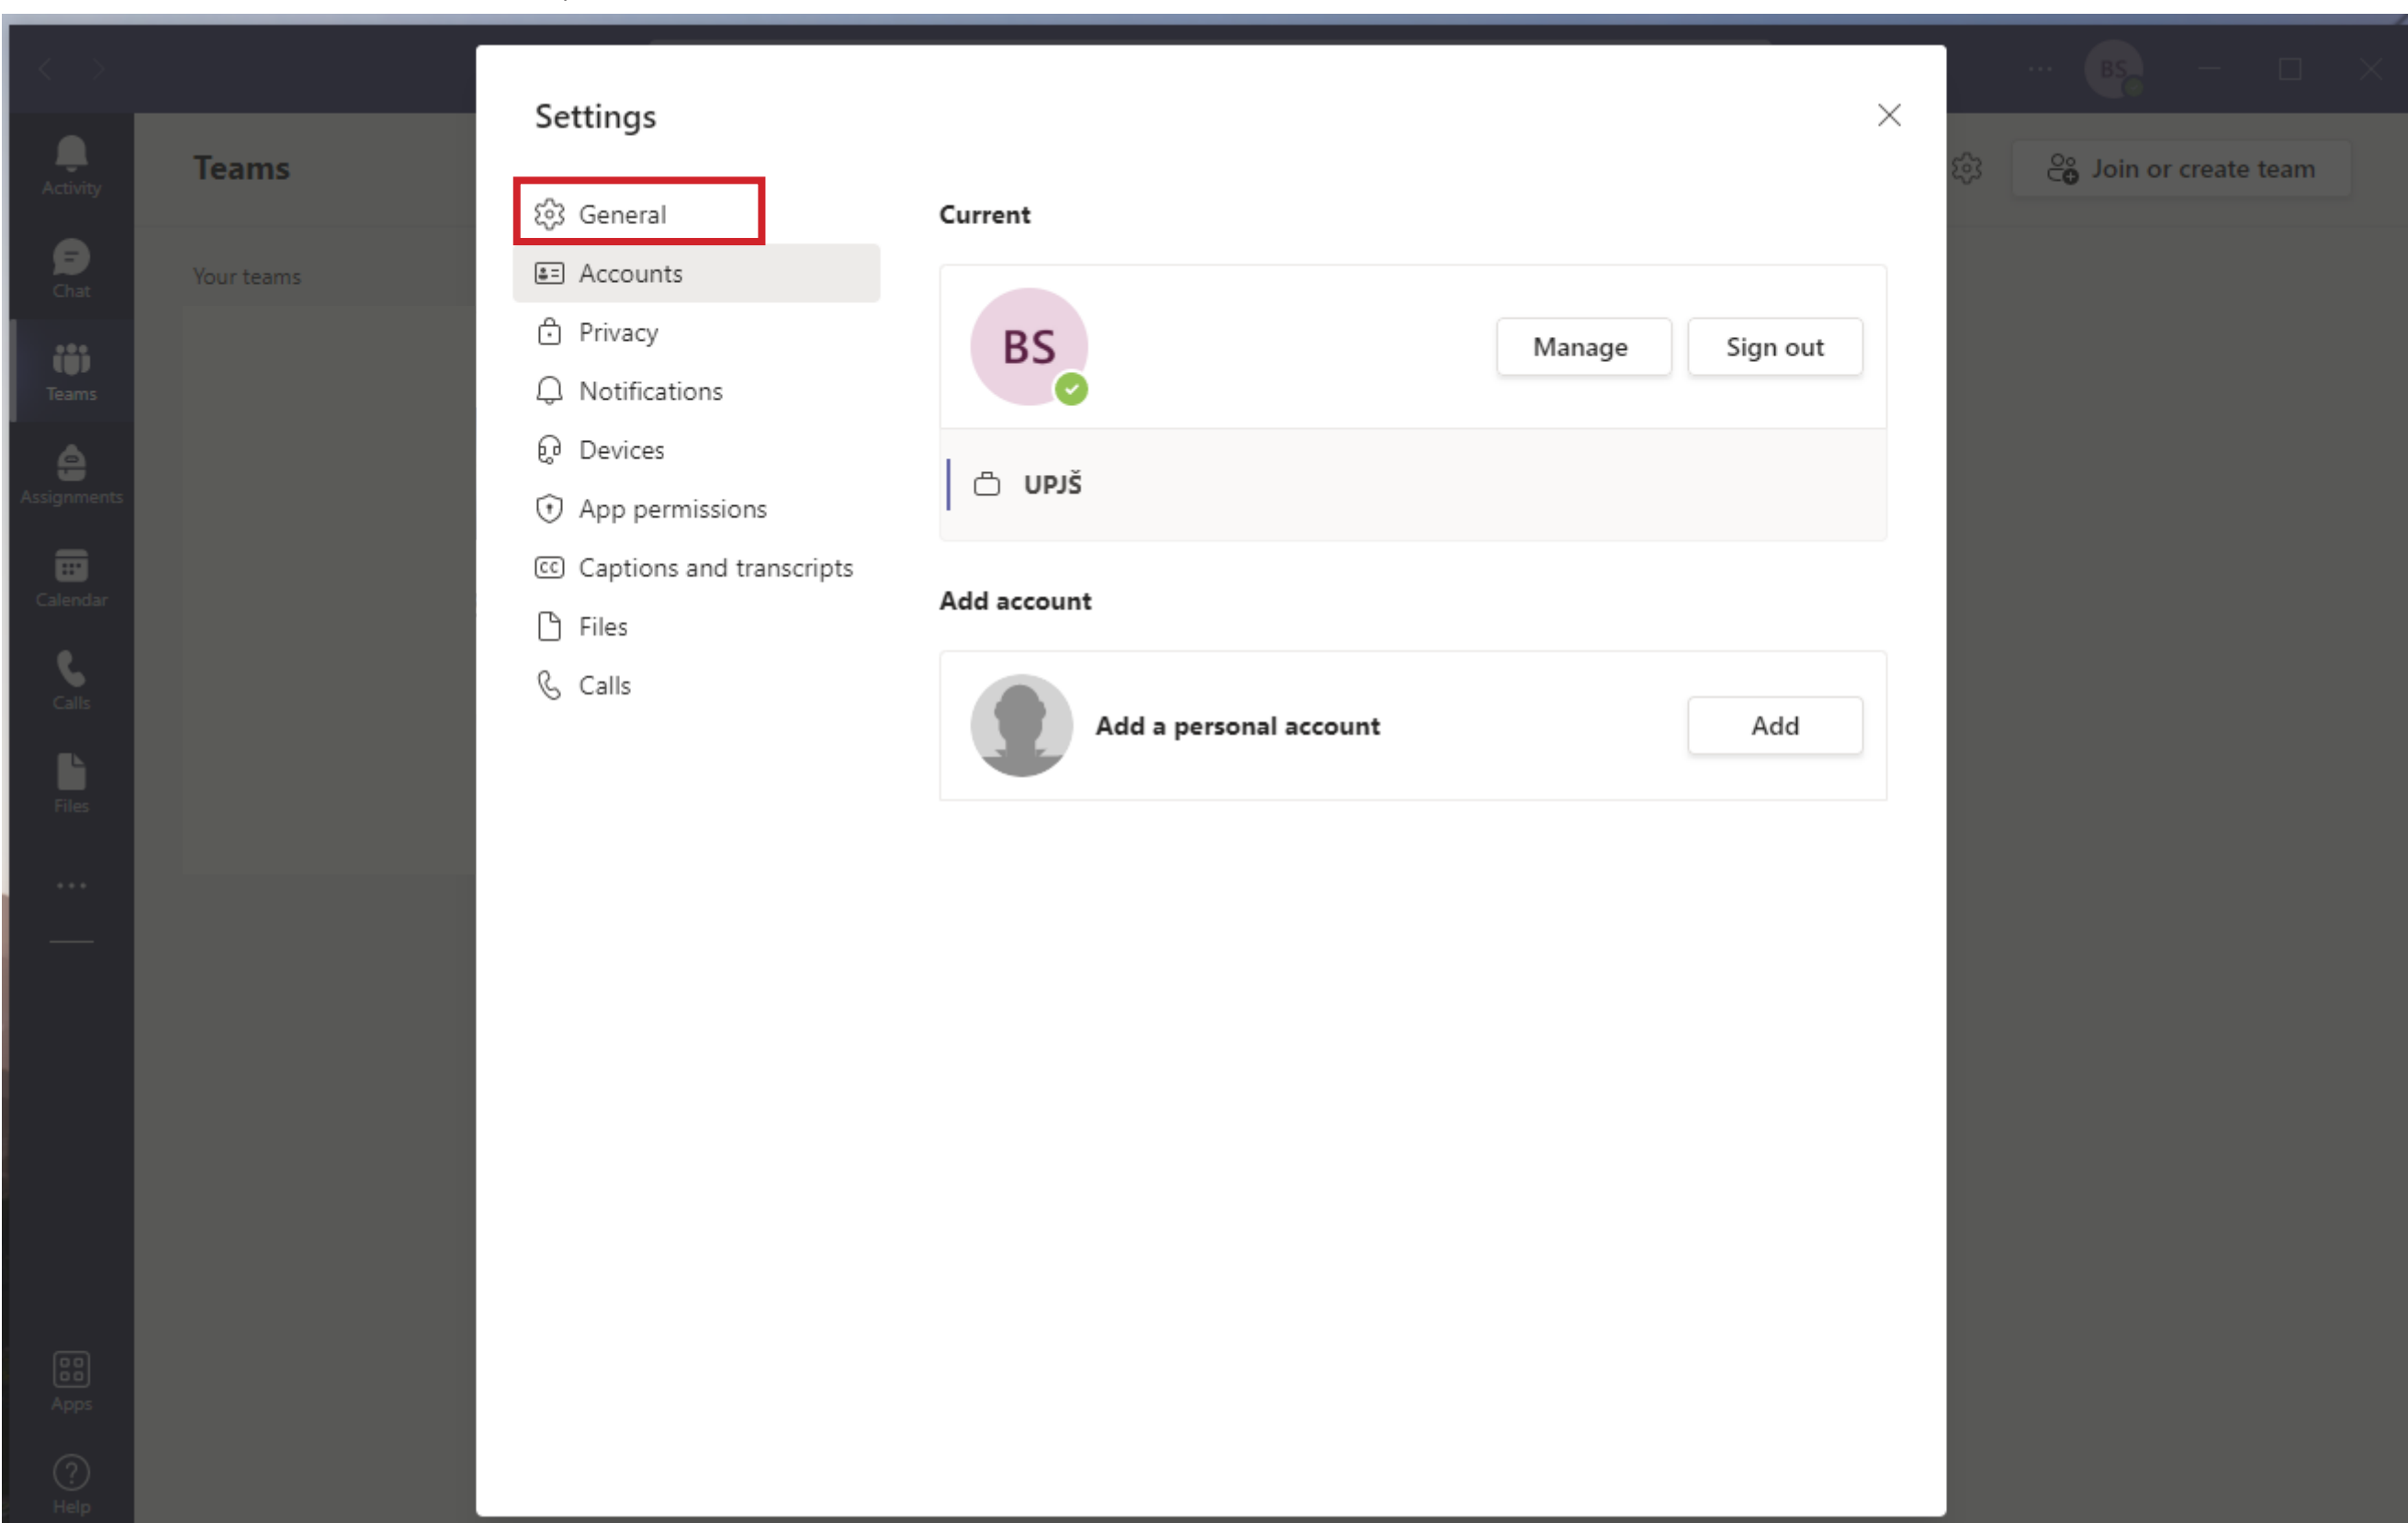 BS
Settings
Activity
Teams
Join or create team
General
Current
Chat
Your teams
Accounts
Privacy
BS
Manage
Sign out
Teams
Notifications
Devices
Assignments
UPJŠ
App permissions
Captions and transcripts
Calendar
Add account
Files
Calls
Calls
Add a personal account
Add
Files
Apps
Help